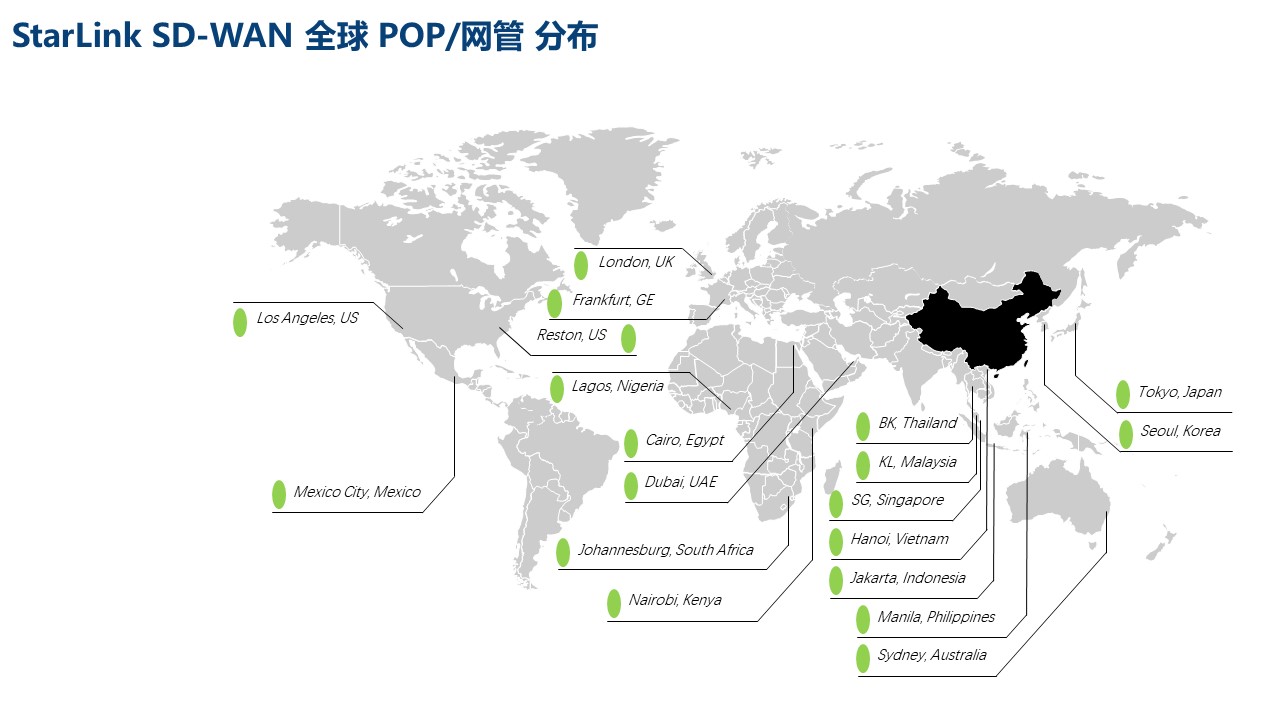 StarLink SD-WAN 全球 POP/网管 分布
London, UK
Frankfurt, GE
Los Angeles, US
Reston, US
Lagos, Nigeria
Tokyo, Japan
BK, Thailand
Seoul, Korea
Cairo, Egypt
KL, Malaysia
Dubai, UAE
Mexico City, Mexico
SG, Singapore
Hanoi, Vietnam
Johannesburg, South Africa
Jakarta, Indonesia
Nairobi, Kenya
Manila, Philippines
Sydney, Australia